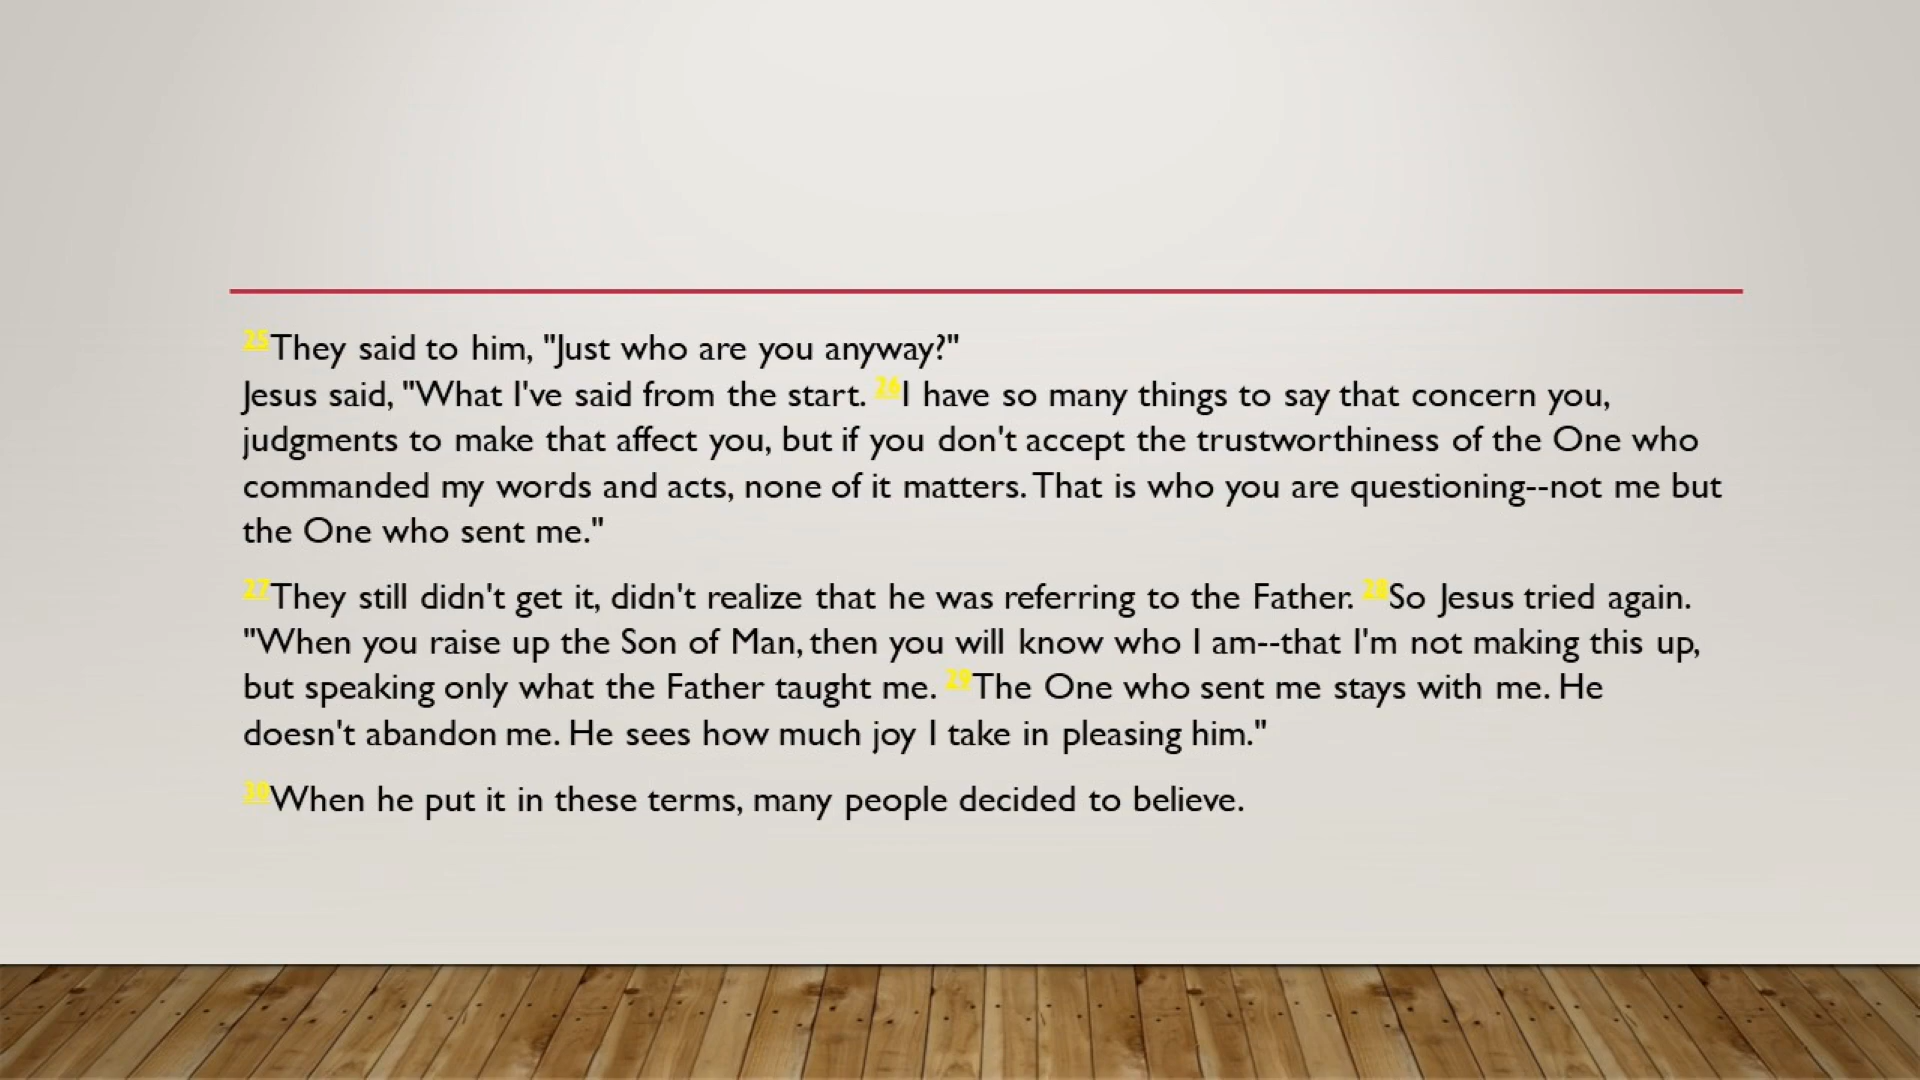 25They said to him, "Just who are you anyway?"
Jesus said, "What I've said from the start. 26I have so many things to say that concern you,
judgments to make that affect you, but if you don't accept the trustworthiness of the One who
commanded my words and acts, none of it matters. That is who you are questioning--not me but
the One who sent me."
27They still didn't get it, didn't realize that he was referring to the Father. 28So Jesus tried again.
"When you raise up the Son of Man, then you will know who I am--that I'm not making this up,
but speaking only what the Father taught me. 29The One who sent me stays with me. He
doesn't abandon me. He sees how much joy I take in pleasing him."
30When he put it in these terms, many people decided to believe.